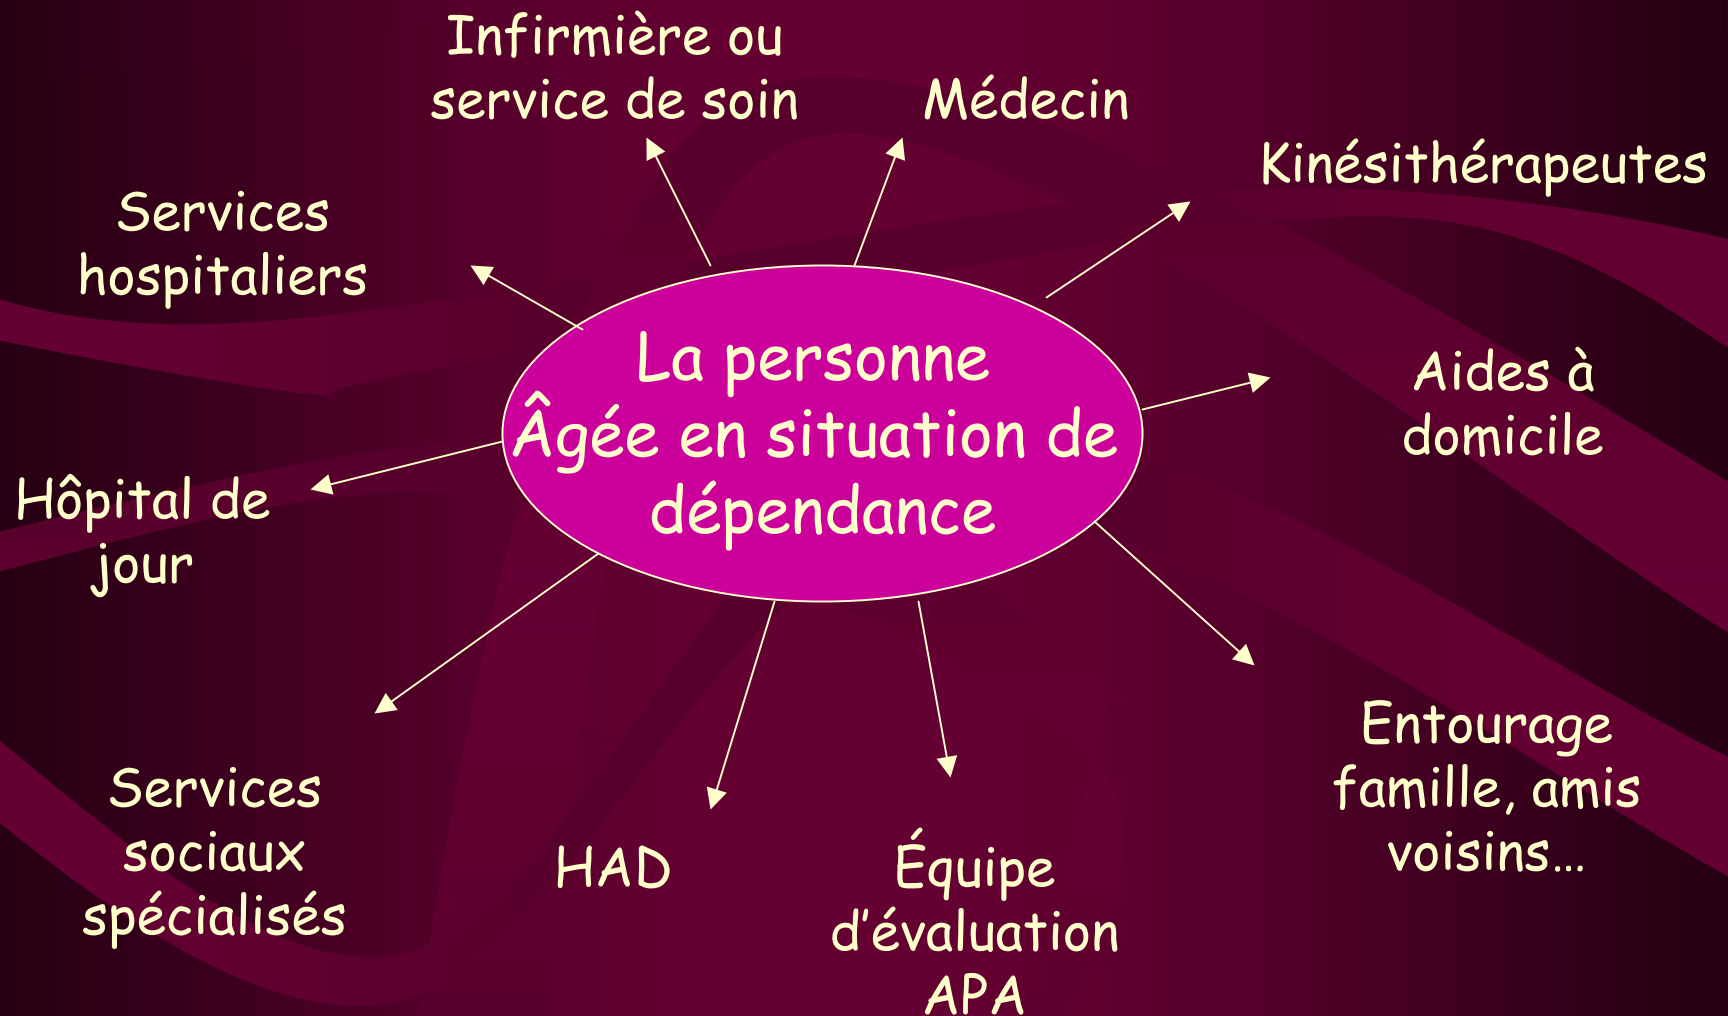 Infirmière ou
service de soin
Médecin
Kinésithérapeutes
Services
hospitaliers
La personne
Âgée en situation de
dépendance
Aides à
domicile
Hôpital de
jour
Entourage
famille, amis
voisins…
Services
sociaux
spécialisés
HAD
Équipe
d’évaluation
APA